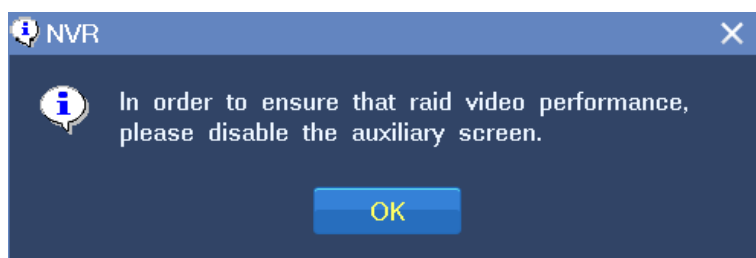 NVR
In order to ensure that raid video performance,
please disable the auxiliary screen.
OK